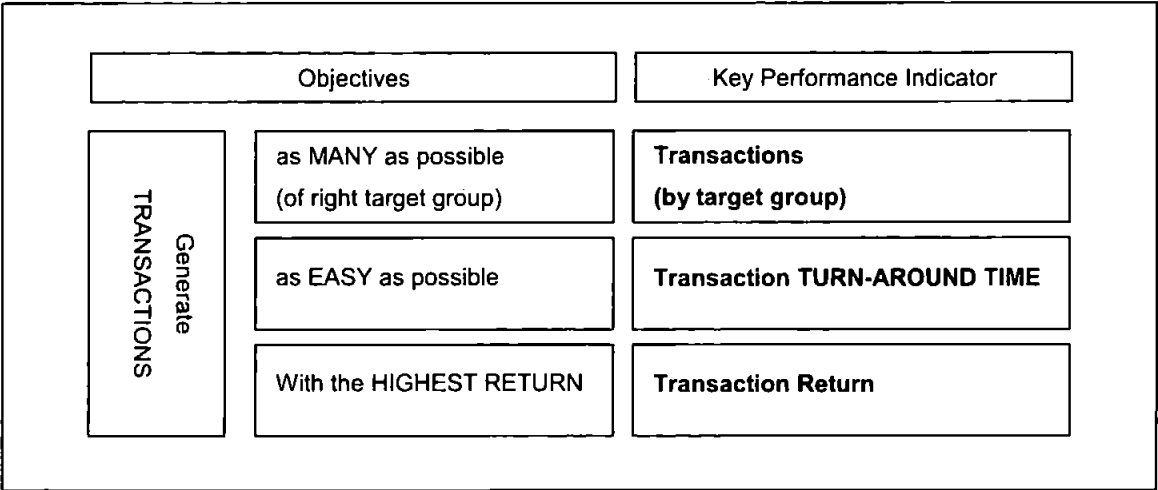 Objectives
Key Performance Indicator
Generate
TRANSACTIONS
as MANY as possible
(of right target group)
Transactions
(by target group)
as EASY as possible
Transaction TURN-AROUND TIME
With the HIGHEST RETURN
Transaction Return